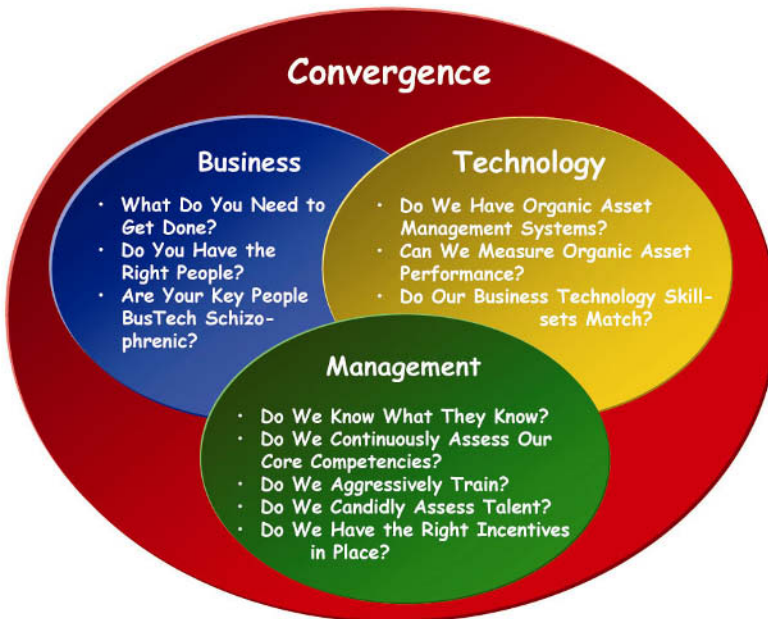 Convergence
Business
· What Do You Need to
Get Done?
· Do You Have the
Right People?
· Are Your Key People
BusTech Schizo-
phrenic?
Technology
· Do We Have Organic Asset
Management Systems?
· Can We Measure Organic Asset
Performance?
· Do Our Business Technology Skill-
sets Match?
Management
· Do We Know What They Know?
· Do We Continuously Assess Our
Core Competencies?
· Do We Aggressively Train?
· Do We Candidly Assess Talent?
· Do We Have the Right Incentives
in Place?